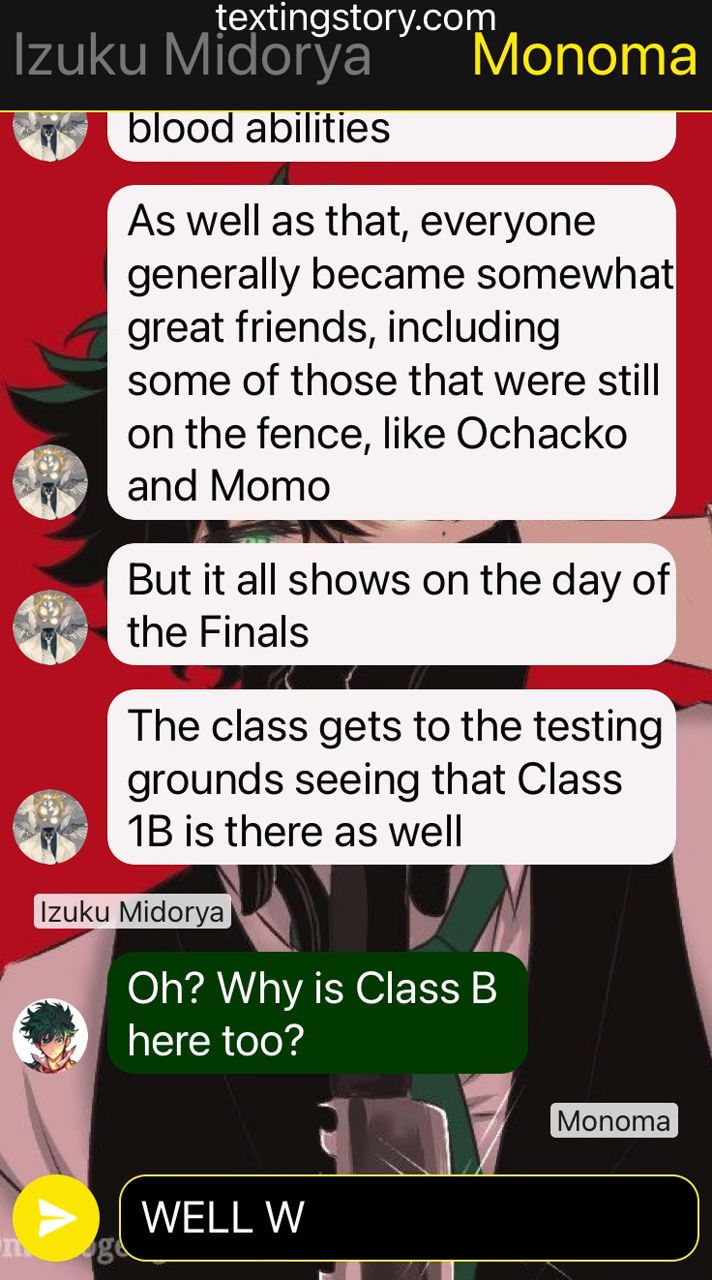 textingstory.com
Izuku Midorya Monoma
blood abilities
As well as that, everyone
generally became somewhat
great friends, including
some of those that were still
on the fence, like Ochacko
and Momo
But it all shows on the day of
the Finals
The class gets to the testing
grounds seeing that Class
1B is there as well
Izuku Midorya
Oh? Why is Class B
here too?
Monoma
WELL W